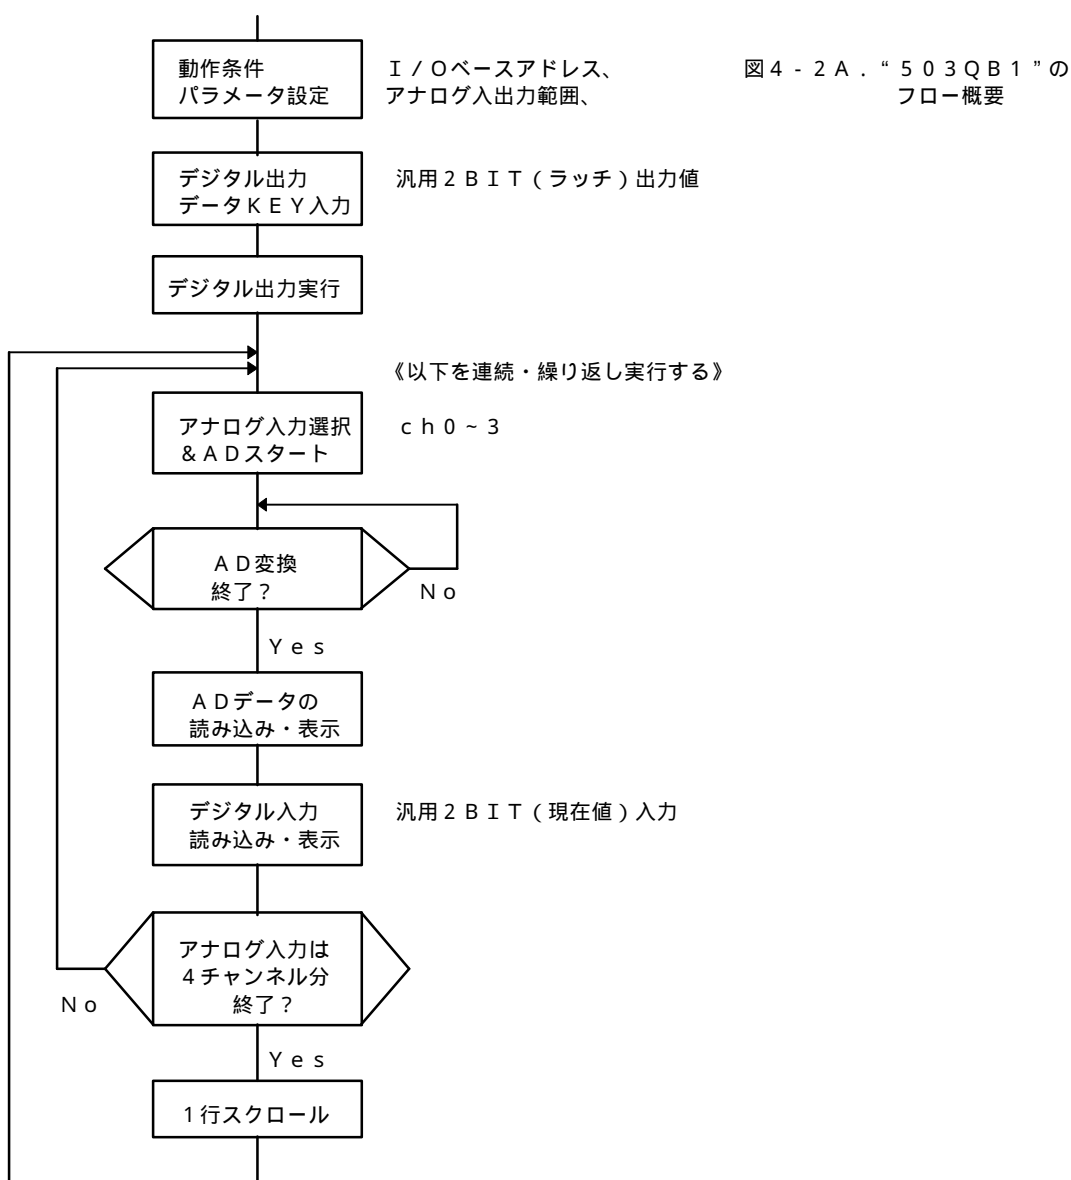 動作条件
パラメータ設定
I/Oベースアドレス、
アナログ入出力範囲、
図4-2A.“503QB1”の
フロー概要
デジタル出力
データKEY入力
汎用2BIT(ラッチ)出力値
デジタル出力実行
《以下を連続・繰り返し実行する》
アナログ入力選択
&ADスタート
ch0~3
AD変換
終了?
No
Yes
ADデータの
読み込み・表示
デジタル入力
読み込み・表示
汎用2BIT(現在値)入力
アナログ入力は
4チャンネル分
終了?
No
Yes
1行スクロール